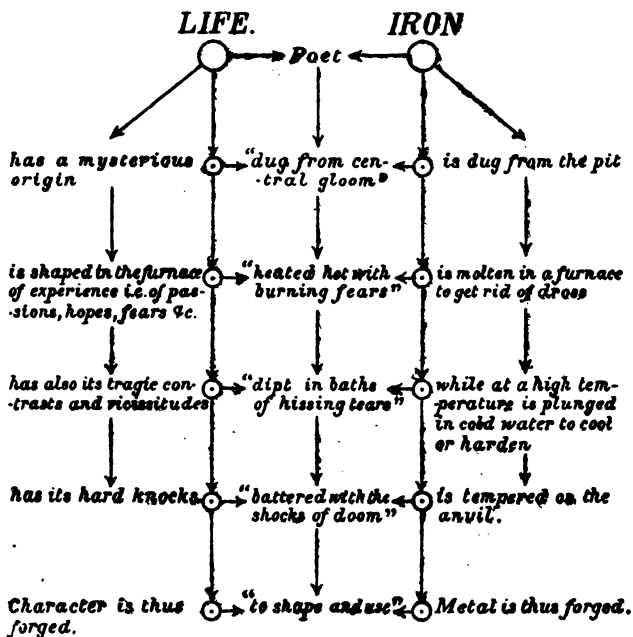 LIFE. IRON
Poet
has a mysterious
origin
"dug from cen-
-tral gloom"
is dug from the pit
is shaped in the furnace
of experience i.e. of pas-
-sions, hopes, fears &c.
"heated hot with
burning fears"
is molten in a furnace
to get rid of dross
has also its tragic con-
-trasts and vicissitudes
"dipt in baths
of hissing tears"
while at a high tem-
perature is plunged
in cold water to cool
or harden
has its hard knocks
"battered with the
shocks of doom"
is tempered on the
anvil.
Character is thus
forged.
"to shape and use"
Metal is thus forged.